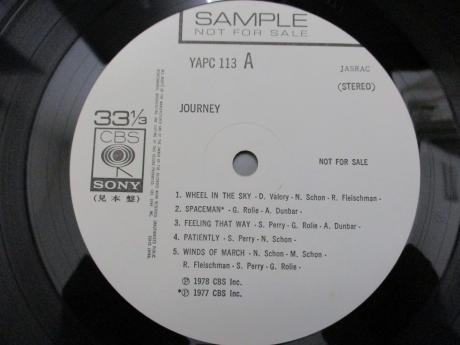 SAMPLE
NOT FOR SALE
YAPC 113 A
JASRAC
(STEREO)
JOURNEY
33 1/3
CBS
SONY
(見本盤)
NOT FOR SALE
1. WHEEL IN THE SKY - D. Valory - N. Schon - R. Fleischman -
2. SPACEMAN* - G. Rolie - A. Dunbar -
3. FEELING THAT WAY - S. Perry - G. Rolie - A. Dunbar -
4. PATIENTLY - S. Perry - N. Schon -
5. WINDS OF MARCH - N. Schon - M. Schon -
R. Fleischman - S. Perry - G. Rolie -
Ⓟ 1978 CBS Inc.
*Ⓟ 1977 CBS Inc.